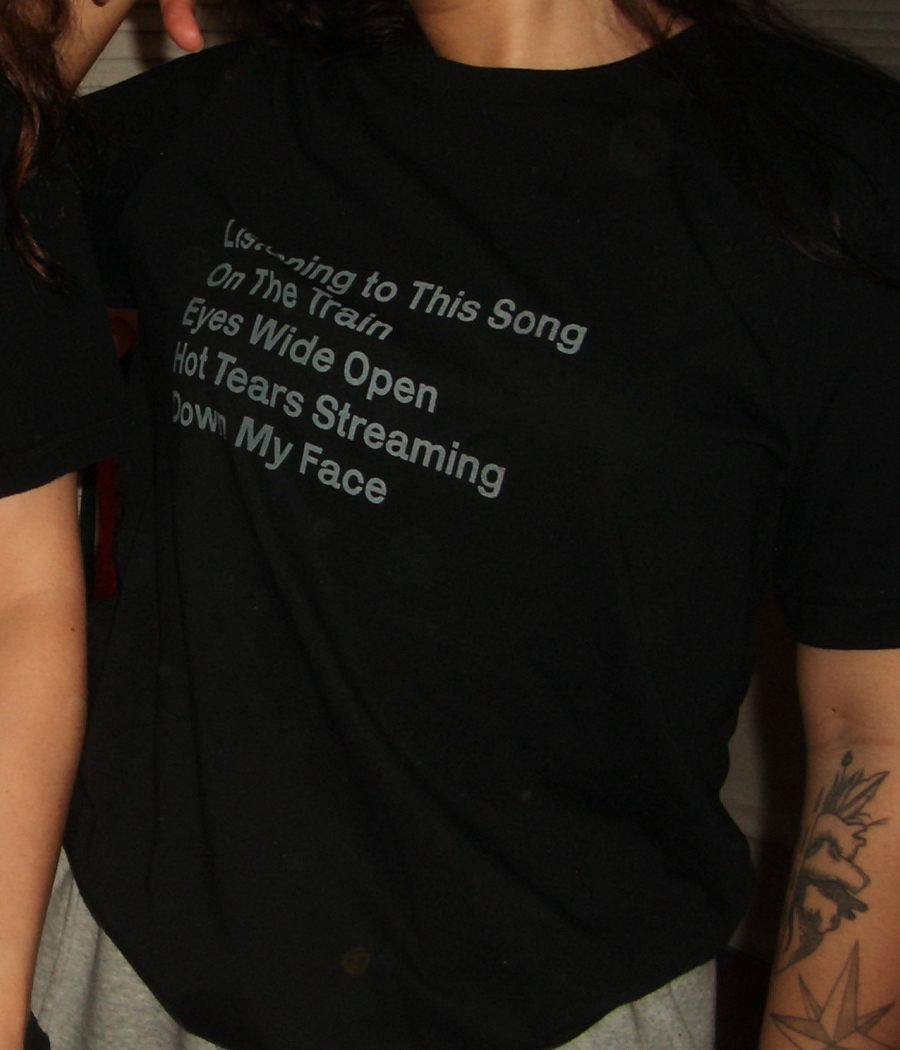 Listening to This Song
On The Train
Eyes Wide Open
Hot Tears Streaming
Down My Face